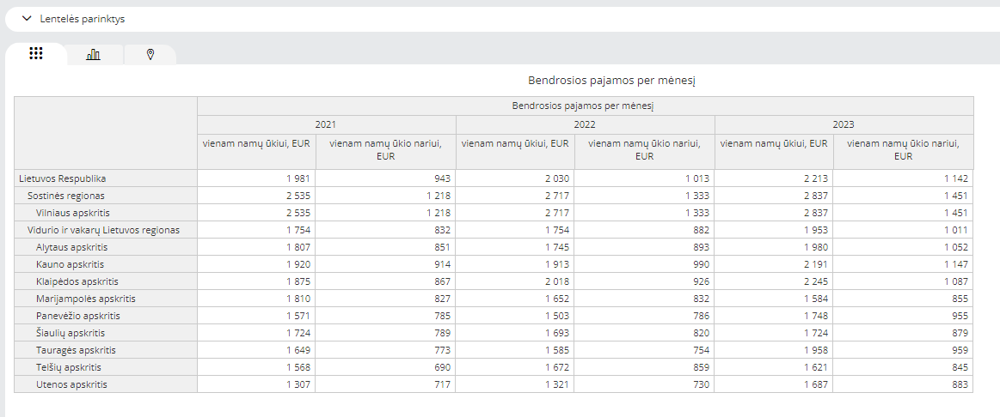 Lentelės parinktys
Bendrosios pajamos per mėnesį
Bendrosios pajamos per mėnesį
2021 2022 2023
vienam namų ūkiui, EUR vienam namų ūkio nariui, EUR vienam namų ūkiui, EUR vienam namų ūkio nariui, EUR vienam namų ūkiui, EUR vienam namų ūkio nariui, EUR
Lietuvos Respublika 1 981 943 2 030 1 013 2 213 1 142
Sostinės regionas 2 535 1 218 2 717 1 333 2 837 1 451
Vilniaus apskritis 2 535 1 218 2 717 1 333 2 837 1 451
Vidurio ir vakarų Lietuvos regionas 1 754 832 1 754 882 1 953 1 011
Alytaus apskritis 1 807 851 1 745 893 1 980 1 052
Kauno apskritis 1 920 914 1 913 990 2 191 1 147
Klaipėdos apskritis 1 875 867 2 018 926 2 245 1 087
Marijampolės apskritis 1 810 827 1 652 832 1 584 855
Panevėžio apskritis 1 571 785 1 503 786 1 748 955
Šiaulių apskritis 1 724 789 1 693 820 1 724 879
Tauragės apskritis 1 649 773 1 585 754 1 958 959
Telšių apskritis 1 568 690 1 672 859 1 621 845
Utenos apskritis 1 307 717 1 321 730 1 687 883